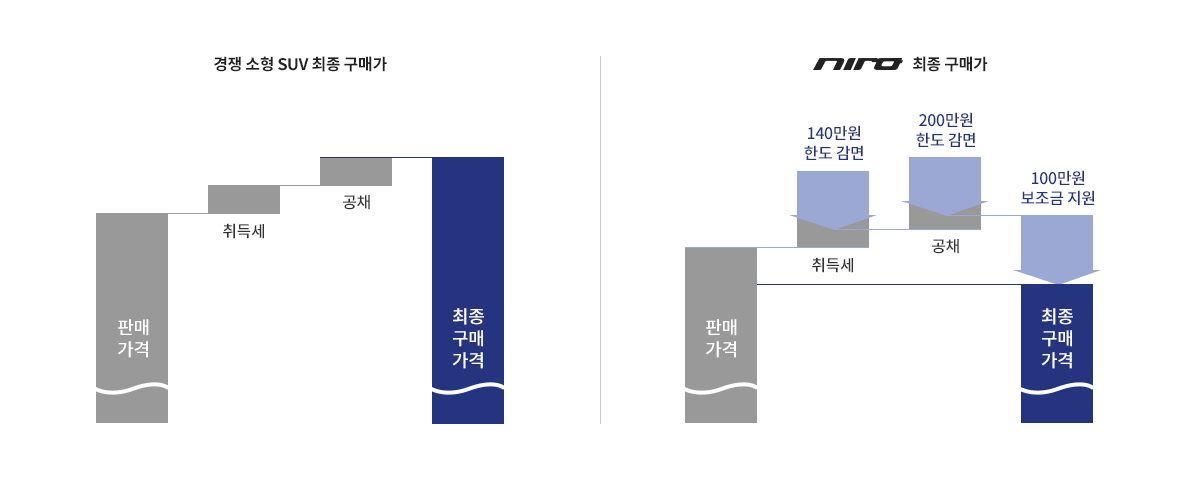 경쟁 소형 SUV 최종 구매가
취득세
공채
판매
가격
최종
구매
가격
niro 최종 구매가
140만원
한도 감면
200만원
한도 감면
100만원
보조금 지원
취득세
공채
판매
가격
최종
구매
가격